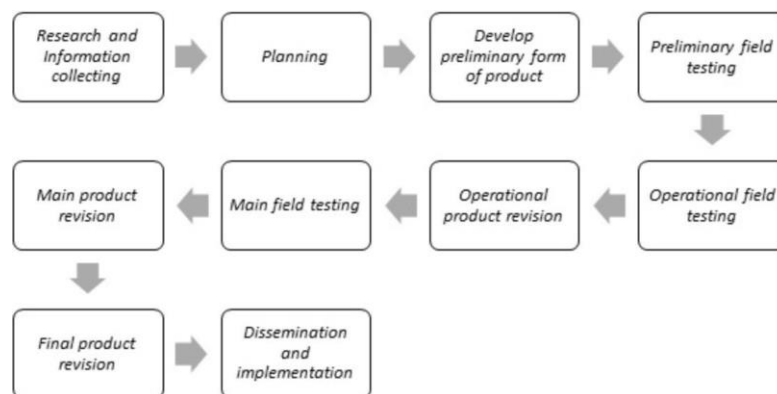 Research and
Information
collecting
Planning
Develop
preliminary form
of product
Preliminary field
testing
Operational field
testing
Operational
product revision
Main field testing
Main product
revision
Final product
revision
Dissemination
and
implementation